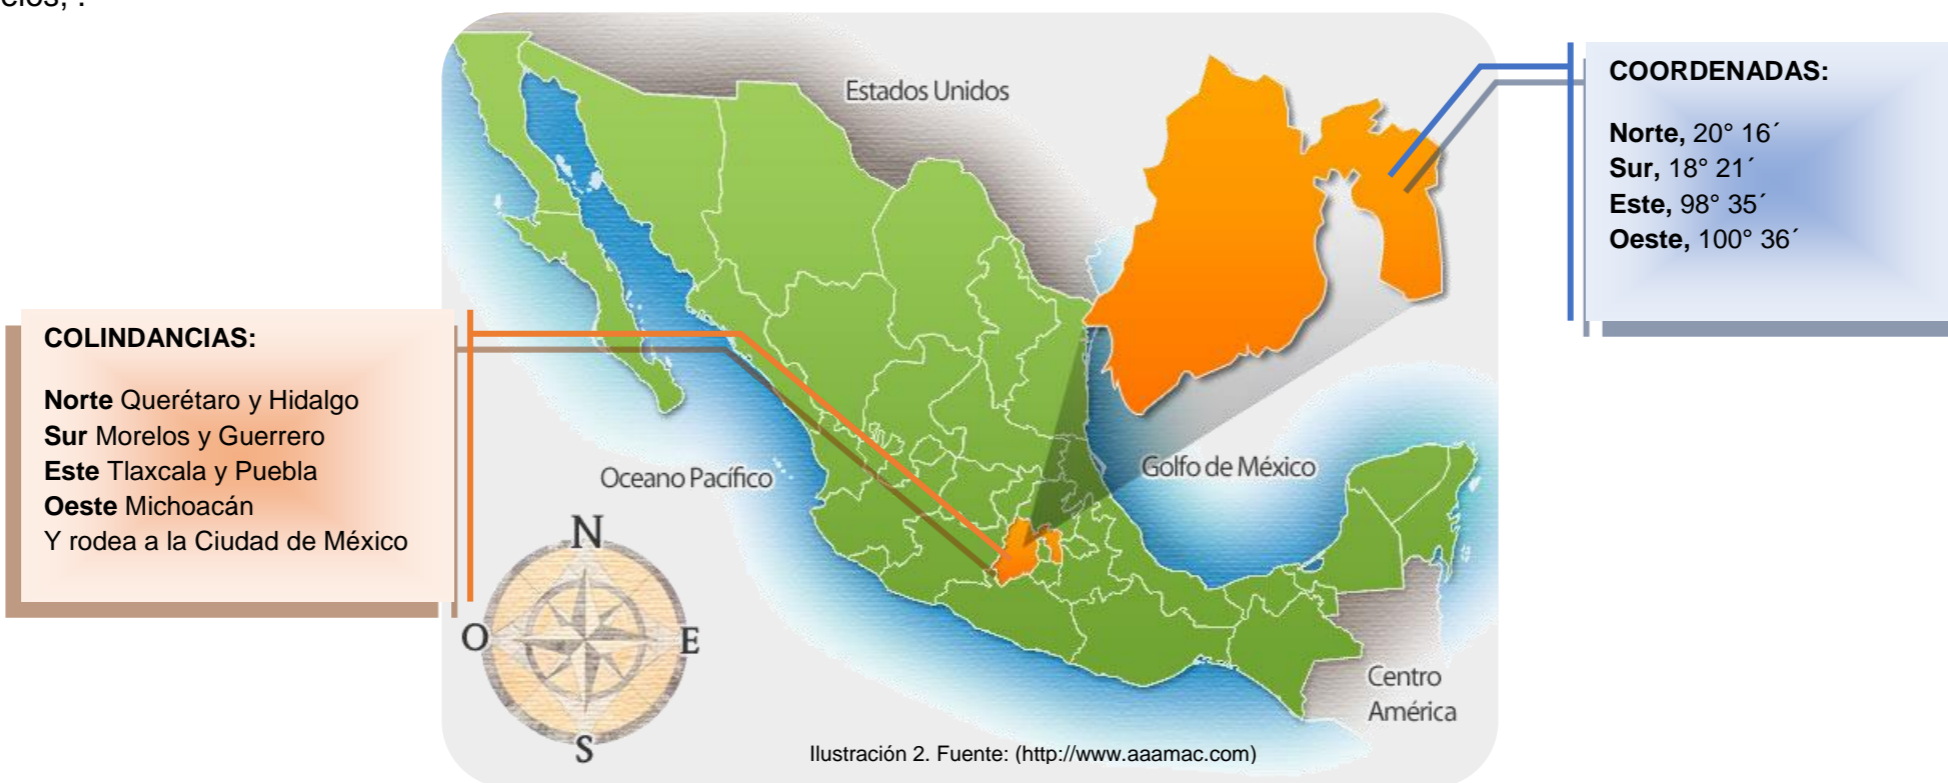 COLINDANCIAS:
Norte Querétaro y Hidalgo
Sur Morelos y Guerrero
Este Tlaxcala y Puebla
Oeste Michoacán
Y rodea a la Ciudad de México
Estados Unidos
Oceano Pacífico
Golfo de México
Centro
América
N
O
E
S
Ilustración 2. Fuente: (http://www.aaamac.com)
COORDENADAS:
Norte, 20° 16´
Sur, 18° 21´
Este, 98° 35´
Oeste, 100° 36´